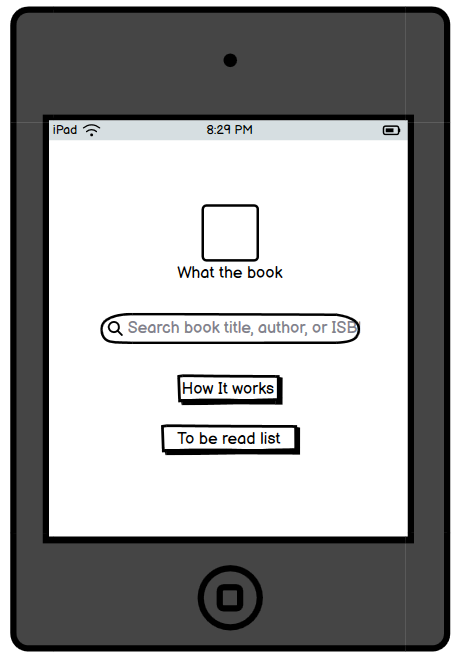 iPad 8:29 PM
What the book
Search book title, author, or ISB
How It works
To be read list